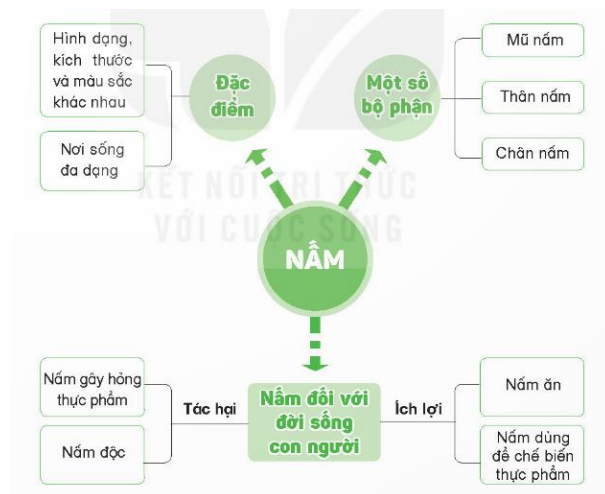 Hình dạng,
kích thước
và màu sắc
khác nhau
Nơi sống
đa dạng
Đặc
điểm
Một số
bộ phận
Mũ nấm
Thân nấm
Chân nấm
KẾT NỐI TRI THỨC
VỚI CUỘC SỐNG
NẤM
Nấm gây hỏng
thực phẩm
Nấm độc
Tác hại
Nấm đối với
đời sống
con người
Ích lợi
Nấm ăn
Nấm dùng
để chế biến
thực phẩm